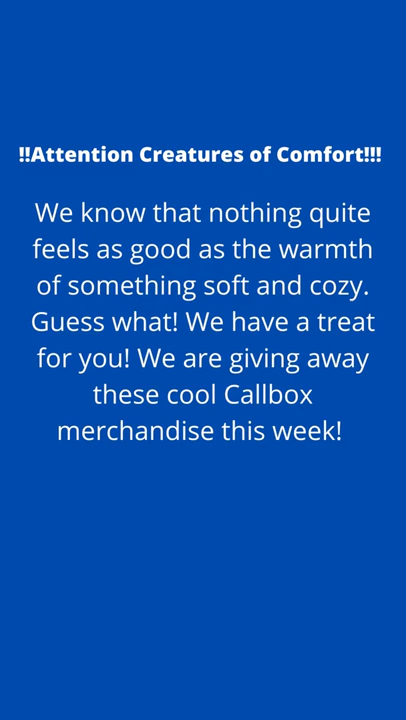 !!Attention Creatures of Comfort!!!
We know that nothing quite
feels as good as the warmth
of something soft and cozy.
Guess what! We have a treat
for you! We are giving away
these cool Callbox
merchandise this week!